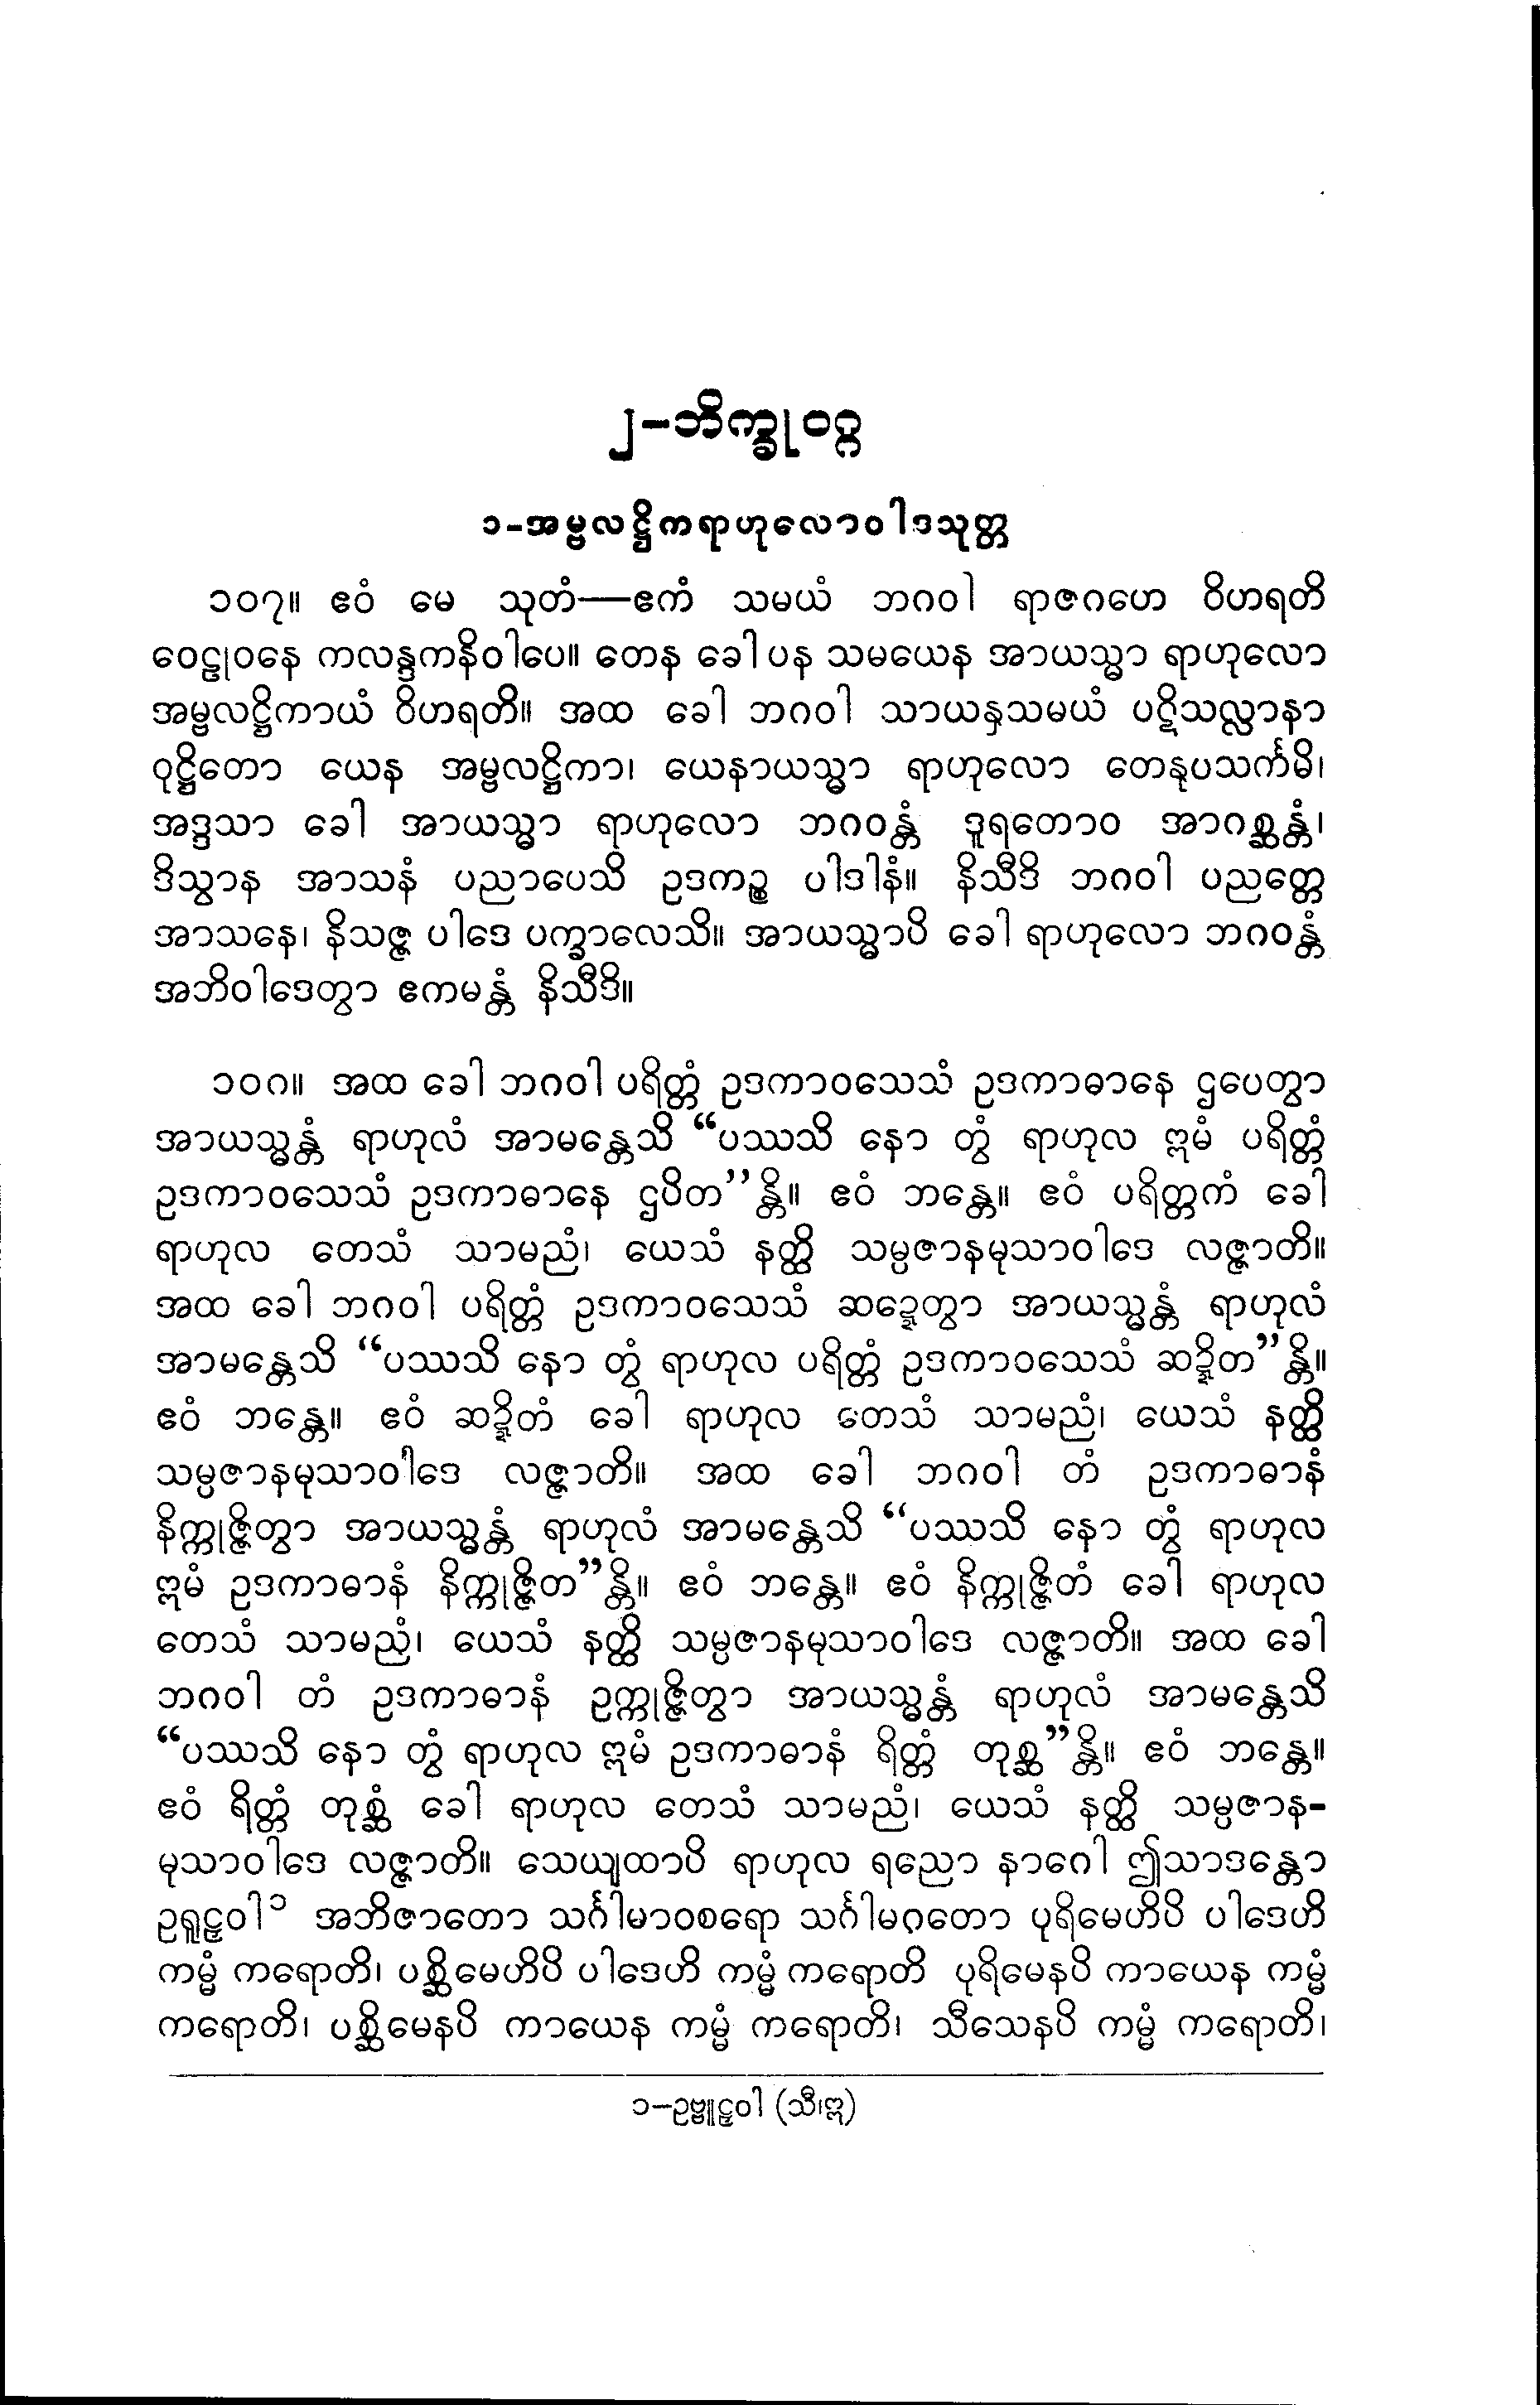 ၂–ဘိက္ခုဝဂ္ဂ
၁-အမ္ဗလဋ္ဌိကရာဟုလောဝါဒသုတ္တ
၁၀၇။ ဧဝံ မေ သုတံ—ဧကံ သမယံ ဘဂဝါ ရာဇဂဟေ ဝိဟရတိ
ဝေဠုဝနေ ကလန္ဒကနိဝါပေ။ တေန ခေါ ပန သမယေန အာယသ္မာ ရာဟုလော
အမ္ဗလဋ္ဌိကာယံ ဝိဟရတိ။ အထ ခေါ ဘဂဝါ သာယနှသမယံ ပဋိသလ္လာနာ
ဝုဋ္ဌိတော ယေန အမ္ဗလဋ္ဌိကာ၊ ယေနာယသ္မာ ရာဟုလော တေနုပသင်္ကမိ၊
အဒ္ဒသာ ခေါ အာယသ္မာ ရာဟုလော ဘဂဝန္တံ ဒူရတောဝ အာဂစ္ဆန္တံ၊
ဒိသွာန အာသနံ ပညာပေသိ ဥဒကဉ္စ ပါဒါနံ။ နိသီဒိ ဘဂဝါ ပညတ္တေ
အာသနေ၊ နိသဇ္ဇ ပါဒေ ပက္ခာလေသိ။ အာယသ္မာပိ ခေါ ရာဟုလော ဘဂဝန္တံ
အဘိဝါဒေတွာ ဧကမန္တံ နိသီဒိ။
၁၀ဂ။ အထ ခေါ ဘဂဝါ ပရိတ္တံ ဥဒကာဝသေသံ ဥဒကာဓာနေ ဌပေတွာ
အာယသ္မန္တံ ရာဟုလံ အာမန္တေသိ “ပဿသိ နော တွံ ရာဟုလ ဣမံ ပရိတ္တံ
ဥဒကာဝသေသံ ဥဒကာဓာနေ ဌပိတ”န္တိ။ ဧဝံ ဘန္တေ။ ဧဝံ ပရိတ္တကံ ခေါ
ရာဟုလ တေသံ သာမညံ၊ ယေသံ နတ္ထိ သမ္ပဇာနမုသာဝါဒေ လဇ္ဇာတိ။
အထ ခေါ ဘဂဝါ ပရိတ္တံ ဥဒကာဝသေသံ ဆဍ္ဍေတွာ အာယသ္မန္တံ ရာဟုလံ
အာမန္တေသိ “ပဿသိ နော တွံ ရာဟုလ ပရိတ္တံ ဥဒကာဝသေသံ ဆဍ္ဍိတ”န္တိ။
ဧဝံ ဘန္တေ။ ဧဝံ ဆဍ္ဍိတံ ခေါ ရာဟုလ တေသံ သာမညံ၊ ယေသံ နတ္ထိ
သမ္ပဇာနမုသာဝါဒေ လဇ္ဇာတိ။ အထ ခေါ ဘဂဝါ တံ ဥဒကာဓာနံ
နိက္ကုဇ္ဇိတွာ အာယသ္မန္တံ ရာဟုလံ အာမန္တေသိ “ပဿသိ နော တွံ ရာဟုလ
ဣမံ ဥဒကာဓာနံ နိက္ကုဇ္ဇိတ”န္တိ။ ဧဝံ ဘန္တေ။ ဧဝံ နိက္ကုဇ္ဇိတံ ခေါ ရာဟုလ
တေသံ သာမညံ၊ ယေသံ နတ္ထိ သမ္ပဇာနမုသာဝါဒေ လဇ္ဇာတိ။ အထ ခေါ
ဘဂဝါ တံ ဥဒကာဓာနံ ဥက္ကုဇ္ဇိတွာ အာယသ္မန္တံ ရာဟုလံ အာမန္တေသိ
“ပဿသိ နော တွံ ရာဟုလ ဣမံ ဥဒကာဓာနံ ရိတ္တံ တုစ္ဆ”န္တိ။ ဧဝံ ဘန္တေ။
ဧဝံ ရိတ္တံ တုစ္ဆံ ခေါ ရာဟုလ တေသံ သာမညံ၊ ယေသံ နတ္ထိ သမ္ပဇာန-
မုသာဝါဒေ လဇ္ဇာတိ။ သေယျထာပိ ရာဟုလ ရညော နာဂေါ ဤသာဒန္တော
ဥရူဠှဝါ၁ အဘိဇာတော သင်္ဂါမာဝစရော သင်္ဂါမဂတော ပုရိမေဟိပိ ပါဒေဟိ
ကမ္မံ ကရောတိ၊ ပစ္ဆိမေဟိပိ ပါဒေဟိ ကမ္မံ ကရောတိ ပုရိမေနပိ ကာယေန ကမ္မံ
ကရောတိ၊ ပစ္ဆိမေနပိ ကာယေန ကမ္မံ ကရောတိ၊ သီသေနပိ ကမ္မံ ကရောတိ၊
၁–ဥဗ္ဗူဠှဝါ (သီ၊ဣ)